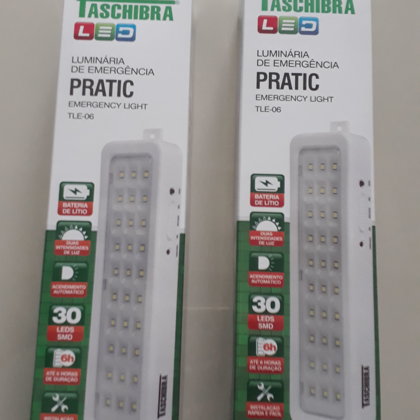 TASCHIBRA
LED
LUMINÁRIA
DE EMERGÊNCIA
PRATIC
EMERGENCY LIGHT
TLE-06
BATERIA
DE LÍTIO
DUAS
INTENSIDADES
DE LUZ
ACENDIMENTO
AUTOMÁTICO
30
LEDS
SMD
6h
ATÉ 6 HORAS
DE DURAÇÃO
TASCHIBRA
LED
LUMINÁRIA
DE EMERGÊNCIA
PRATIC
EMERGENCY LIGHT
TLE-06
BATERIA
DE LÍTIO
DUAS
INTENSIDADES
DE LUZ
ACENDIMENTO
AUTOMÁTICO
30
LEDS
SMD
6h
ATÉ 6 HORAS
DE DURAÇÃO
INSTALAÇÃO
RÁPIDA E FÁCIL
TASCHIBRA